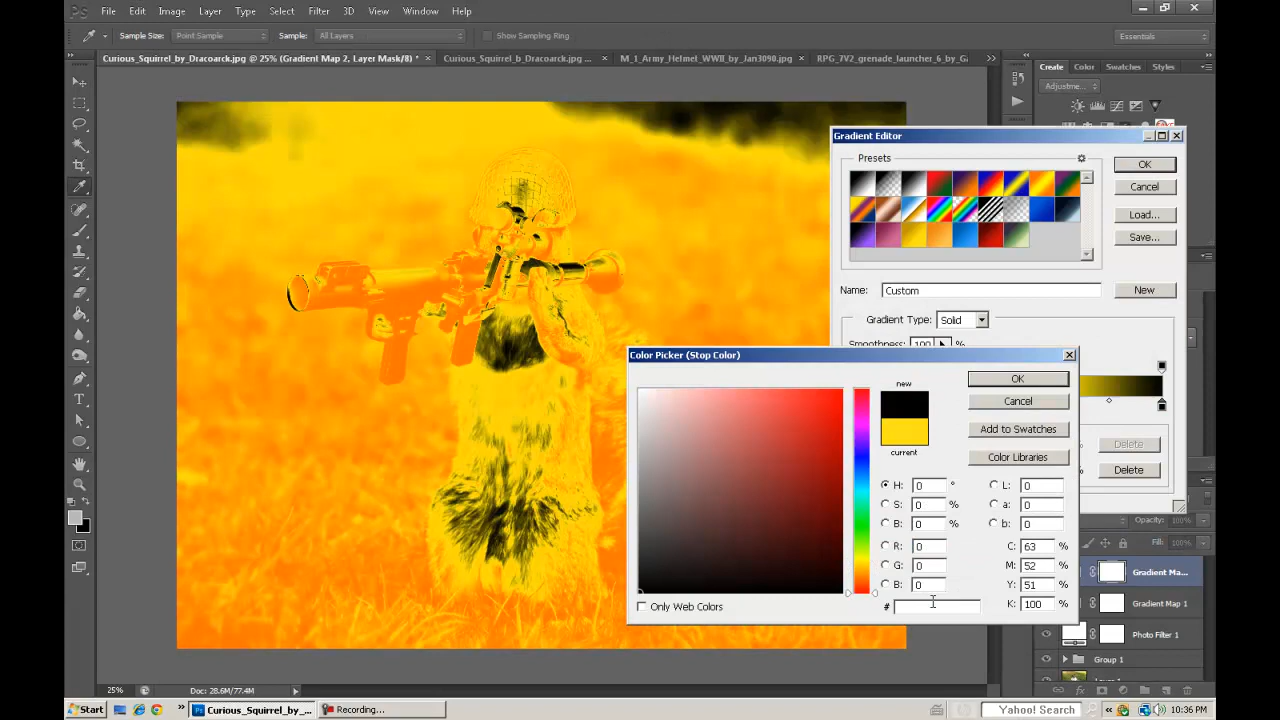 Ps File Edit Image Layer Type Select Filter 3D View Window Help
Sample Size: Point Sample Sample: All Layers Show Sampling Ring Essentials
Curious_Squirrel_by_Dracoarck.jpg @ 25% (Gradient Map 2, Layer Mask/8) * × Curious_Squirrel_b_Dracoarck.jpg ... × M_1_Army_Helmet_WWII_by_Jan3090.jpg × RPG_7V2_grenade_launcher_6_by_Ga
Create Color Swatches Styles
Adjustme...
Gradient Editor
Presets
OK
Cancel
Load...
Save...
Name: Custom New
Gradient Type: Solid
Smoothness: 100 %
Delete
Delete
Color Picker (Stop Color)
new
current
OK
Cancel
Add to Swatches
Color Libraries
H: 0 ° L: 0
S: 0 % a: 0
B: 0 % b: 0
R: 0 C: 63 %
G: 0 M: 52 %
B: 0 Y: 51 %
# K: 100 %
Only Web Colors
Opacity: 100%
Fill: 100%
Gradient Ma...
Gradient Map 1
Photo Filter 1
Group 1
25% Doc: 28.6M/77.4M
Start Curious_Squirrel_by_... Recording... Yahoo! Search 10:36 PM